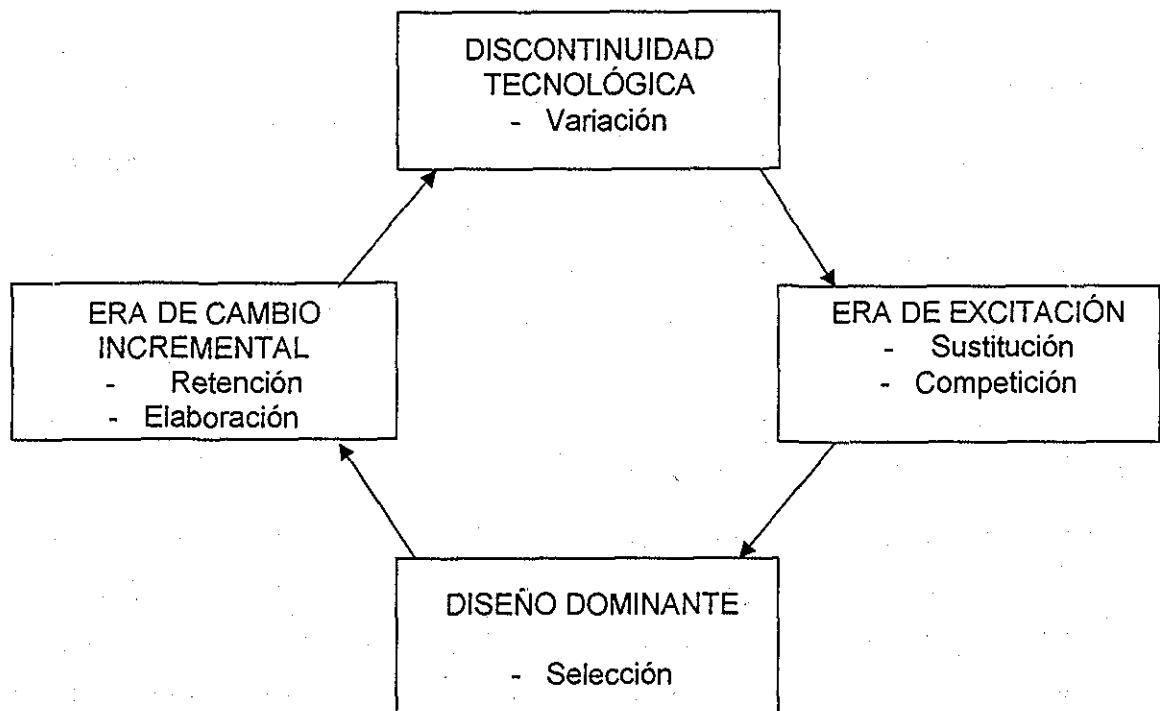 DISCONTINUIDAD
TECNOLÓGICA
- Variación
ERA DE CAMBIO
INCREMENTAL
- Retención
- Elaboración
ERA DE EXCITACIÓN
- Sustitución
- Competición
DISEÑO DOMINANTE
- Selección